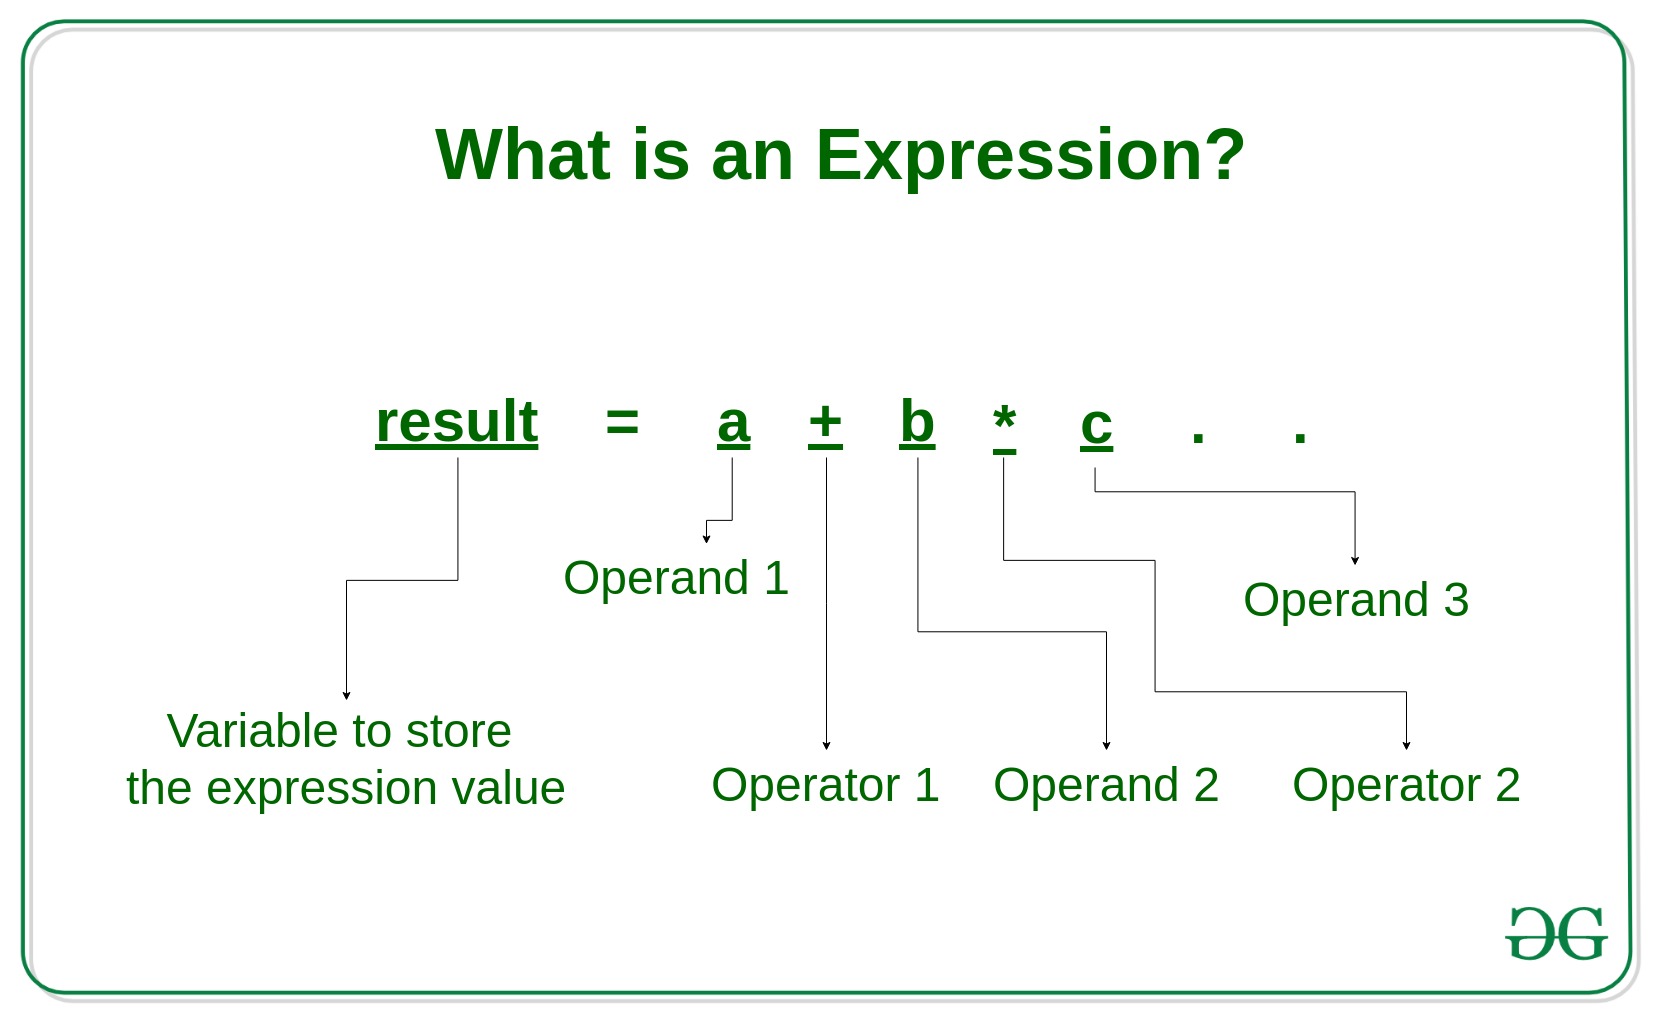 What is an Expression?
result = a + b * c . .
Operand 1
Operand 3
Variable to store
the expression value
Operator 1 Operand 2 Operator 2